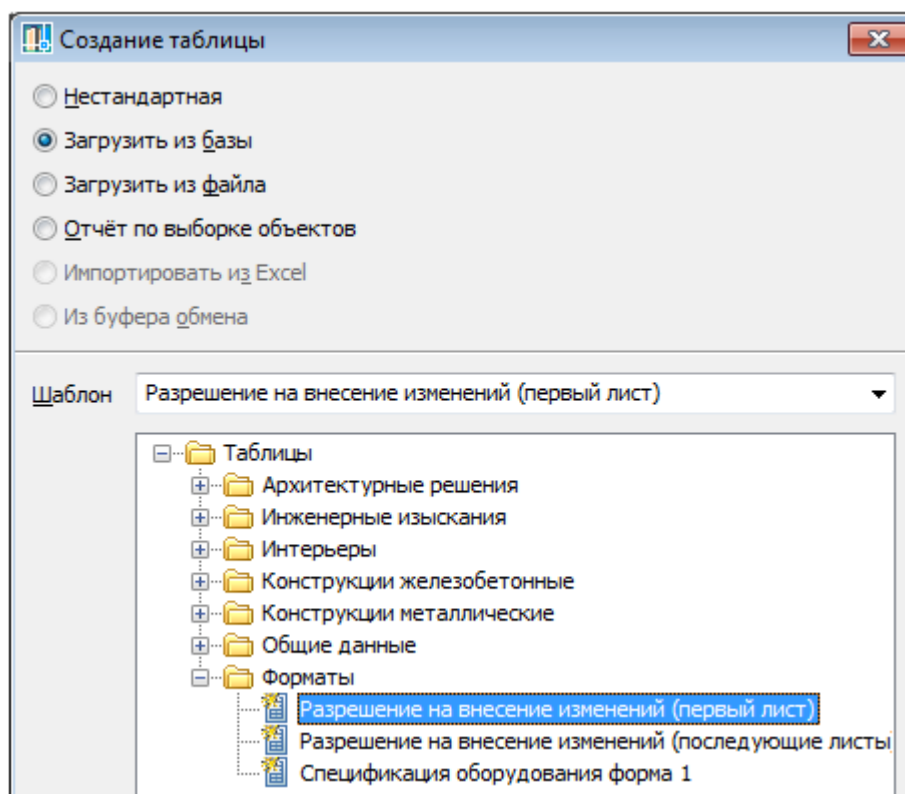 Создание таблицы
Нестандартная
Загрузить из базы
Загрузить из файла
Отчёт по выборке объектов
Импортировать из Excel
Из буфера обмена
Шаблон Разрешение на внесение изменений (первый лист)
Таблицы
Архитектурные решения
Инженерные изыскания
Интерьеры
Конструкции железобетонные
Конструкции металлические
Общие данные
Форматы
Разрешение на внесение изменений (первый лист)
Разрешение на внесение изменений (последующие листы
Спецификация оборудования форма 1